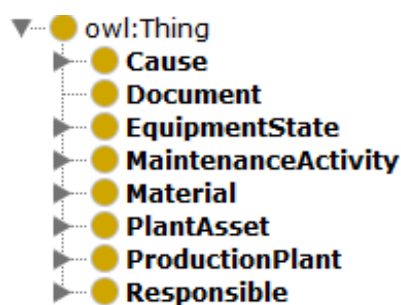 owl:Thing
Cause
Document
EquipmentState
MaintenanceActivity
Material
PlantAsset
ProductionPlant
Responsible